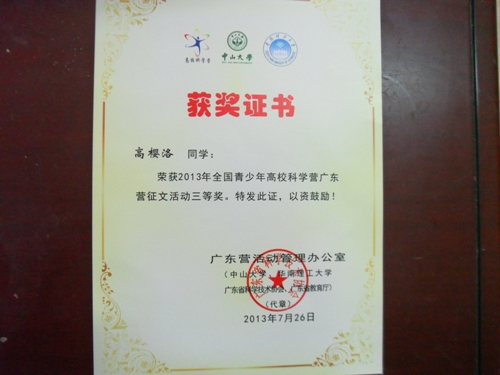 高校科学营
中山大学
获奖证书
高樱洛 同学：
荣获2013年全国青少年高校科学营广东
营征文活动三等奖。特发此证，以资鼓励！
广东营活动管理办公室
（中山大学、华南理工大学
广东省科学技术协会、广东省教育厅）
（代章）
2013年7月26日